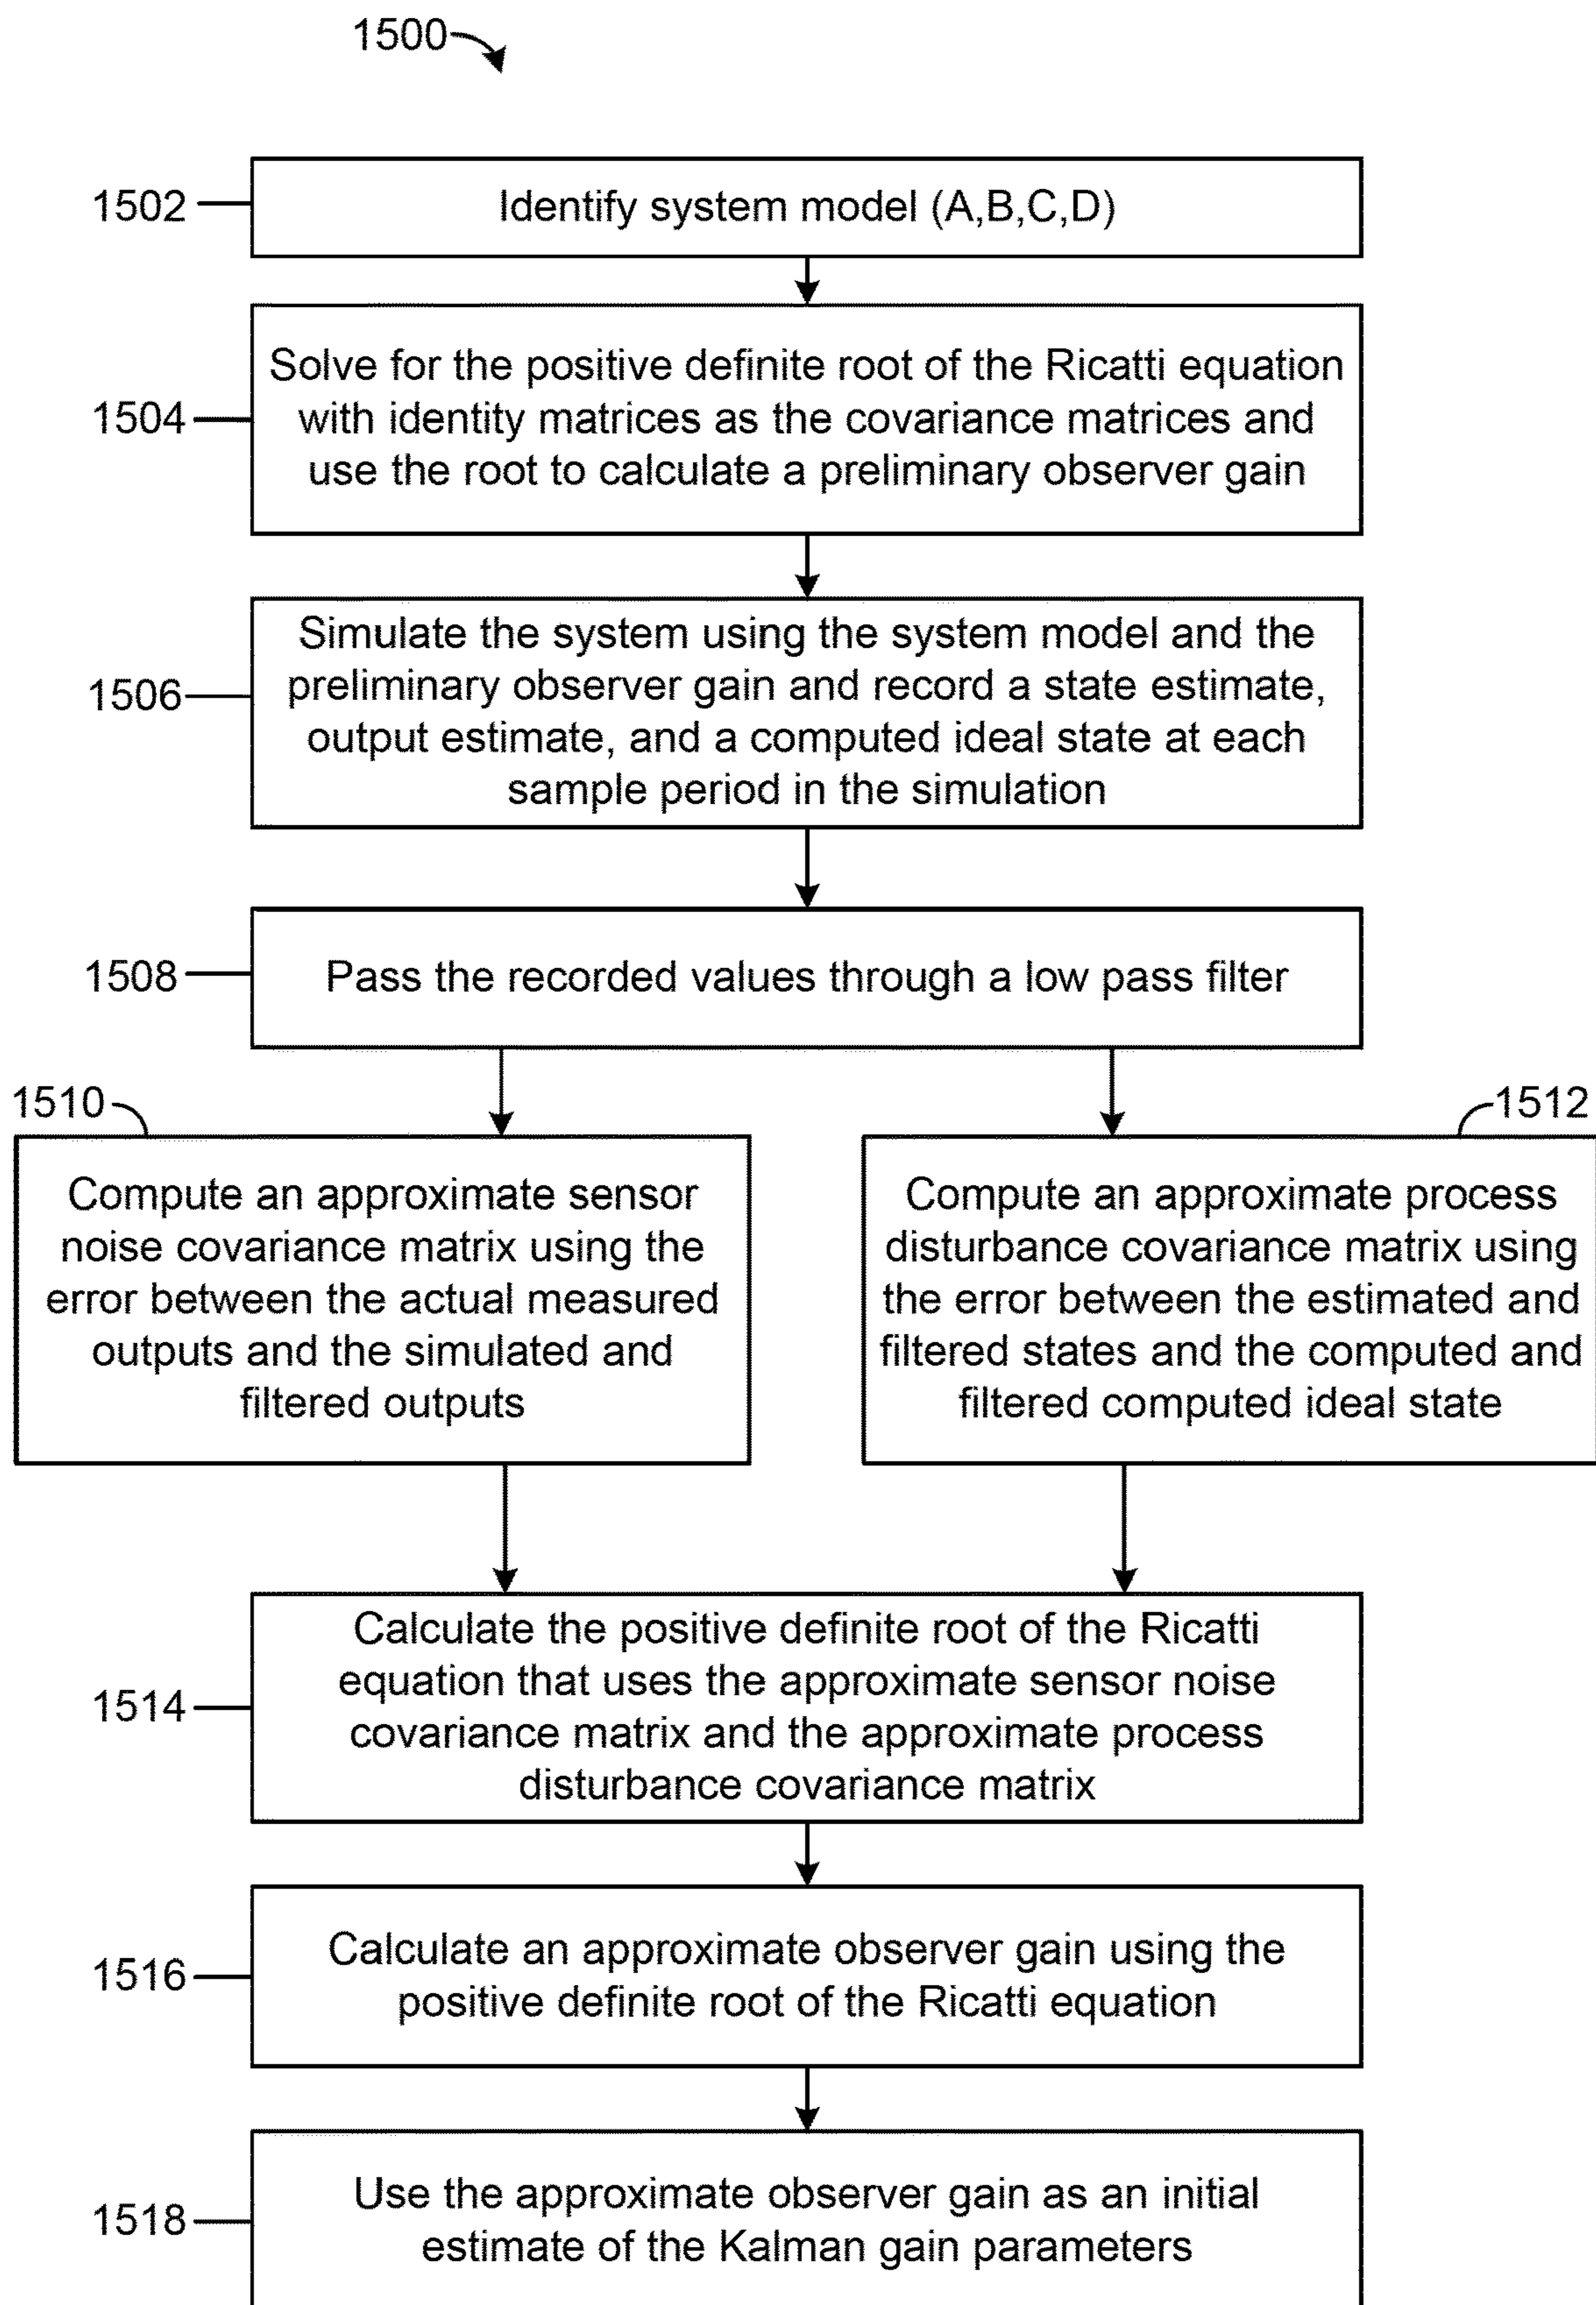 1500
1502
Identify system model (A,B,C,D)
1504
Solve for the positive definite root of the Ricatti equation
with identity matrices as the covariance matrices and
use the root to calculate a preliminary observer gain
1506
Simulate the system using the system model and the
preliminary observer gain and record a state estimate,
output estimate, and a computed ideal state at each
sample period in the simulation
1508
Pass the recorded values through a low pass filter
1510
Compute an approximate sensor
noise covariance matrix using the
error between the actual measured
outputs and the simulated and
filtered outputs
1512
Compute an approximate process
disturbance covariance matrix using
the error between the estimated and
filtered states and the computed and
filtered computed ideal state
1514
Calculate the positive definite root of the Ricatti
equation that uses the approximate sensor noise
covariance matrix and the approximate process
disturbance covariance matrix
1516
Calculate an approximate observer gain using the
positive definite root of the Ricatti equation
1518
Use the approximate observer gain as an initial
estimate of the Kalman gain parameters